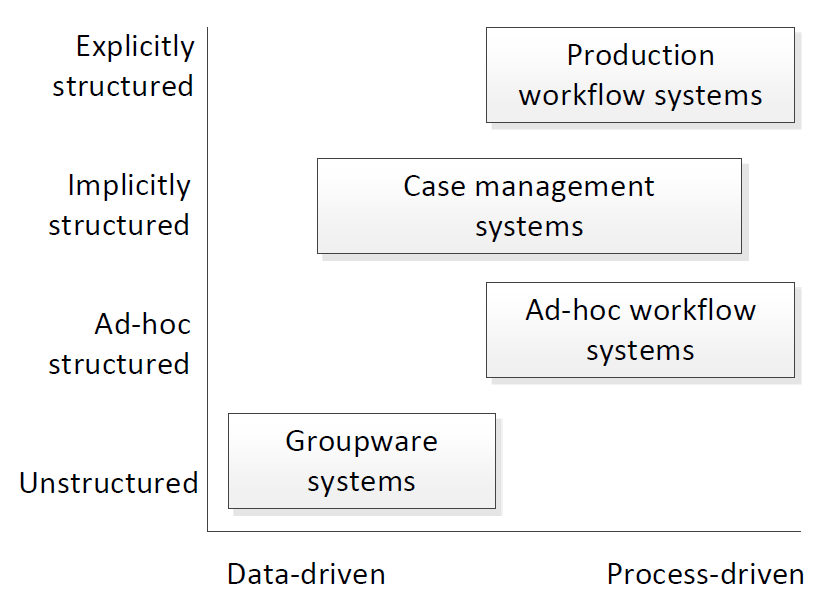 Explicitly
structured
Production
workflow systems
Implicitly
structured
Case management
systems
Ad-hoc
structured
Ad-hoc workflow
systems
Unstructured
Groupware
systems
Data-driven
Process-driven